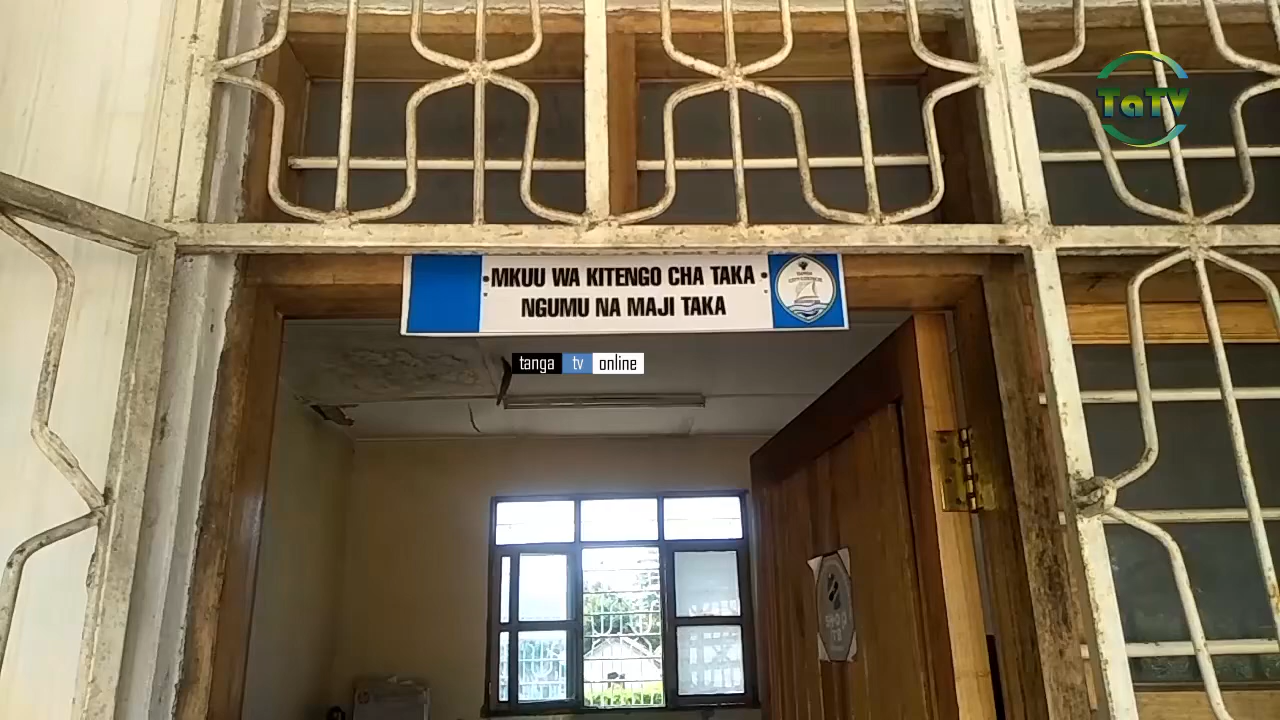 TaTV
MKUU WA KITENGO CHA TAKA
NGUMU NA MAJI TAKA
tanga tv online